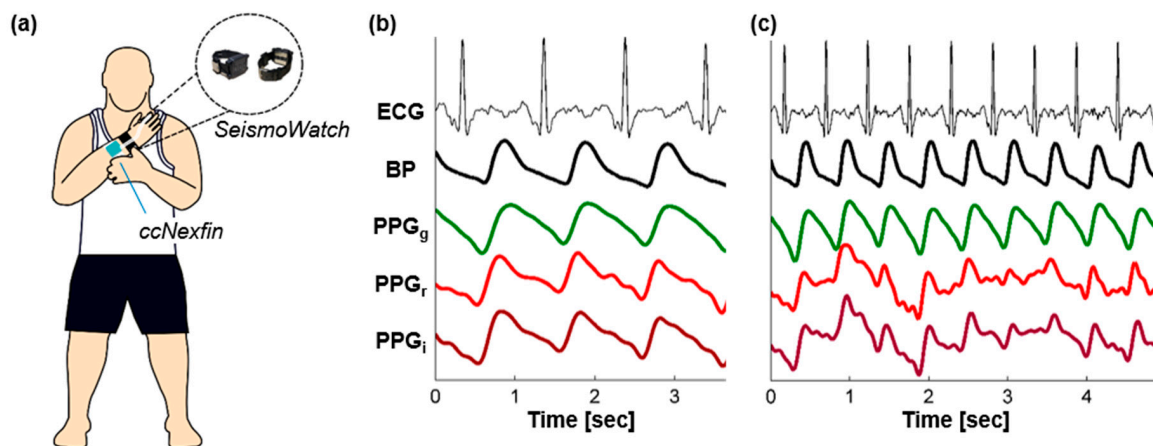 (a)
SeismoWatch
ccNexfin
(b)
(c)
ECG
BP
PPGg
PPGr
PPGi
0 1 2 3
Time [sec]
0 1 2 3 4
Time [sec]